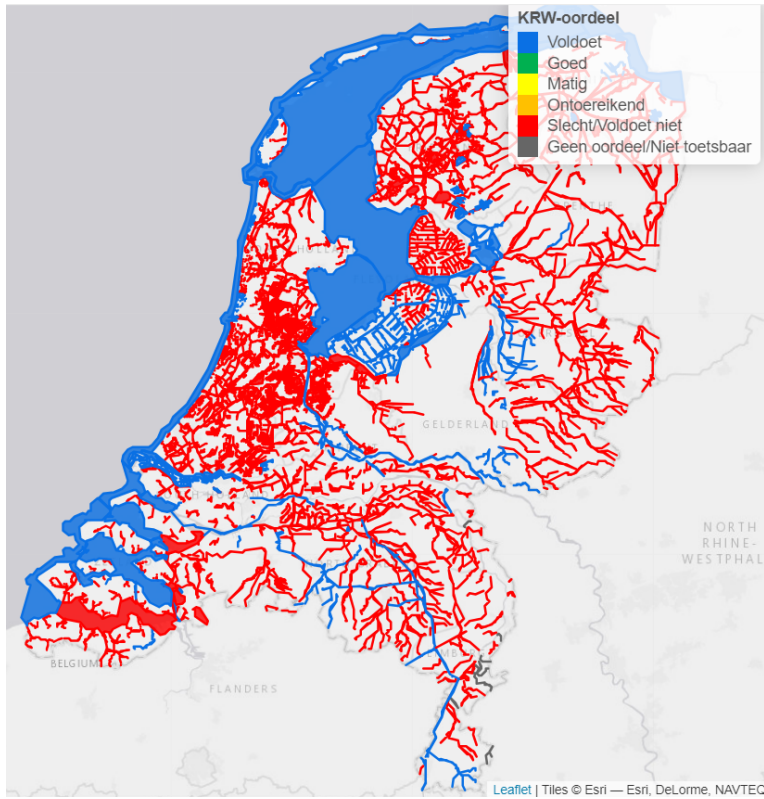 KRW-oordeel
Voldoet
Goed
Matig
Ontoereikend
Slecht/Voldoet niet
Geen oordeel/Niet toetsbaar
GELDERLAND
NORTH
RHINE-
WESTPHAL
BELGIUM
FLANDERS
Leaflet | Tiles © Esri — Esri, DeLorme, NAVTEQ